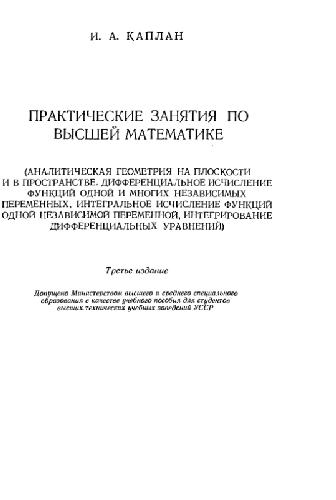 И. А. КАПЛАН
ПРАКТИЧЕСКИЕ ЗАНЯТИЯ ПО
ВЫСШЕЙ МАТЕМАТИКЕ
(АНАЛИТИЧЕСКАЯ ГЕОМЕТРИЯ НА ПЛОСКОСТИ
И В ПРОСТРАНСТВЕ. ДИФФЕРЕНЦИАЛЬНОЕ ИСЧИСЛЕНИЕ
ФУНКЦИЙ ОДНОЙ И МНОГИХ НЕЗАВИСИМЫХ
ПЕРЕМЕННЫХ, ИНТЕГРАЛЬНОЕ ИСЧИСЛЕНИЕ ФУНКЦИЙ
ОДНОЙ НЕЗАВИСИМОЙ ПЕРЕМЕННОЙ, ИНТЕГРИРОВАНИЕ
ДИФФЕРЕНЦИАЛЬНЫХ УРАВНЕНИЙ)
Третье издание
Допущено Министерством высшего и среднего специального
образования в качестве учебного пособия для студентов
высших технических учебных заведений УССР